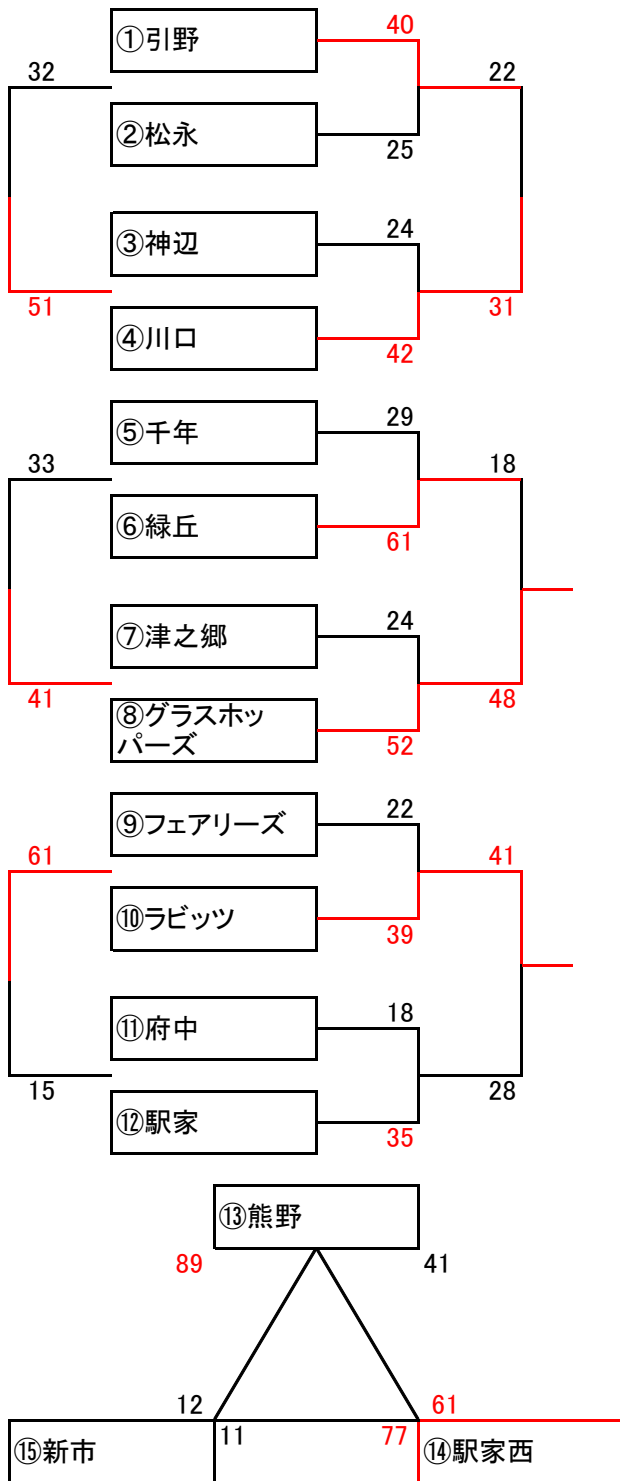 ①引野
40
32
22
②松永
25
③神辺
24
51
31
④川口
42
⑤千年
29
33
18
⑥緑丘
61
⑦津之郷
24
41
48
⑧グラスホッ
パーズ
52
⑨フェアリーズ
22
61
41
⑩ラビッツ
39
⑪府中
18
15
28
⑫駅家
35
⑬熊野
89
41
12
61
⑮新市
11
77
⑭駅家西